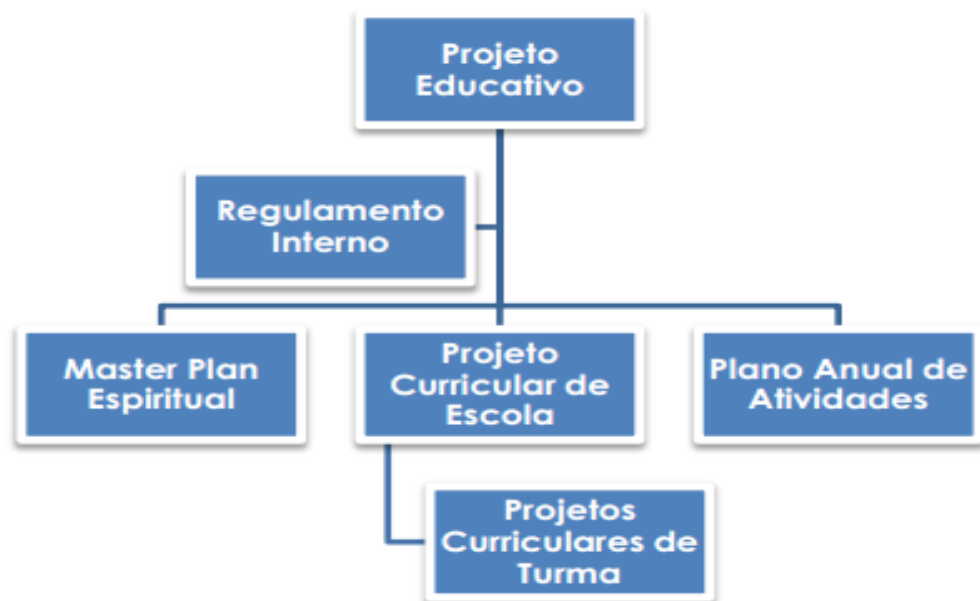 Projeto
Educativo
Regulamento
Interno
Master Plan
Espiritual
Projeto
Curricular de
Escola
Plano Anual de
Atividades
Projetos
Curriculares de
Turma